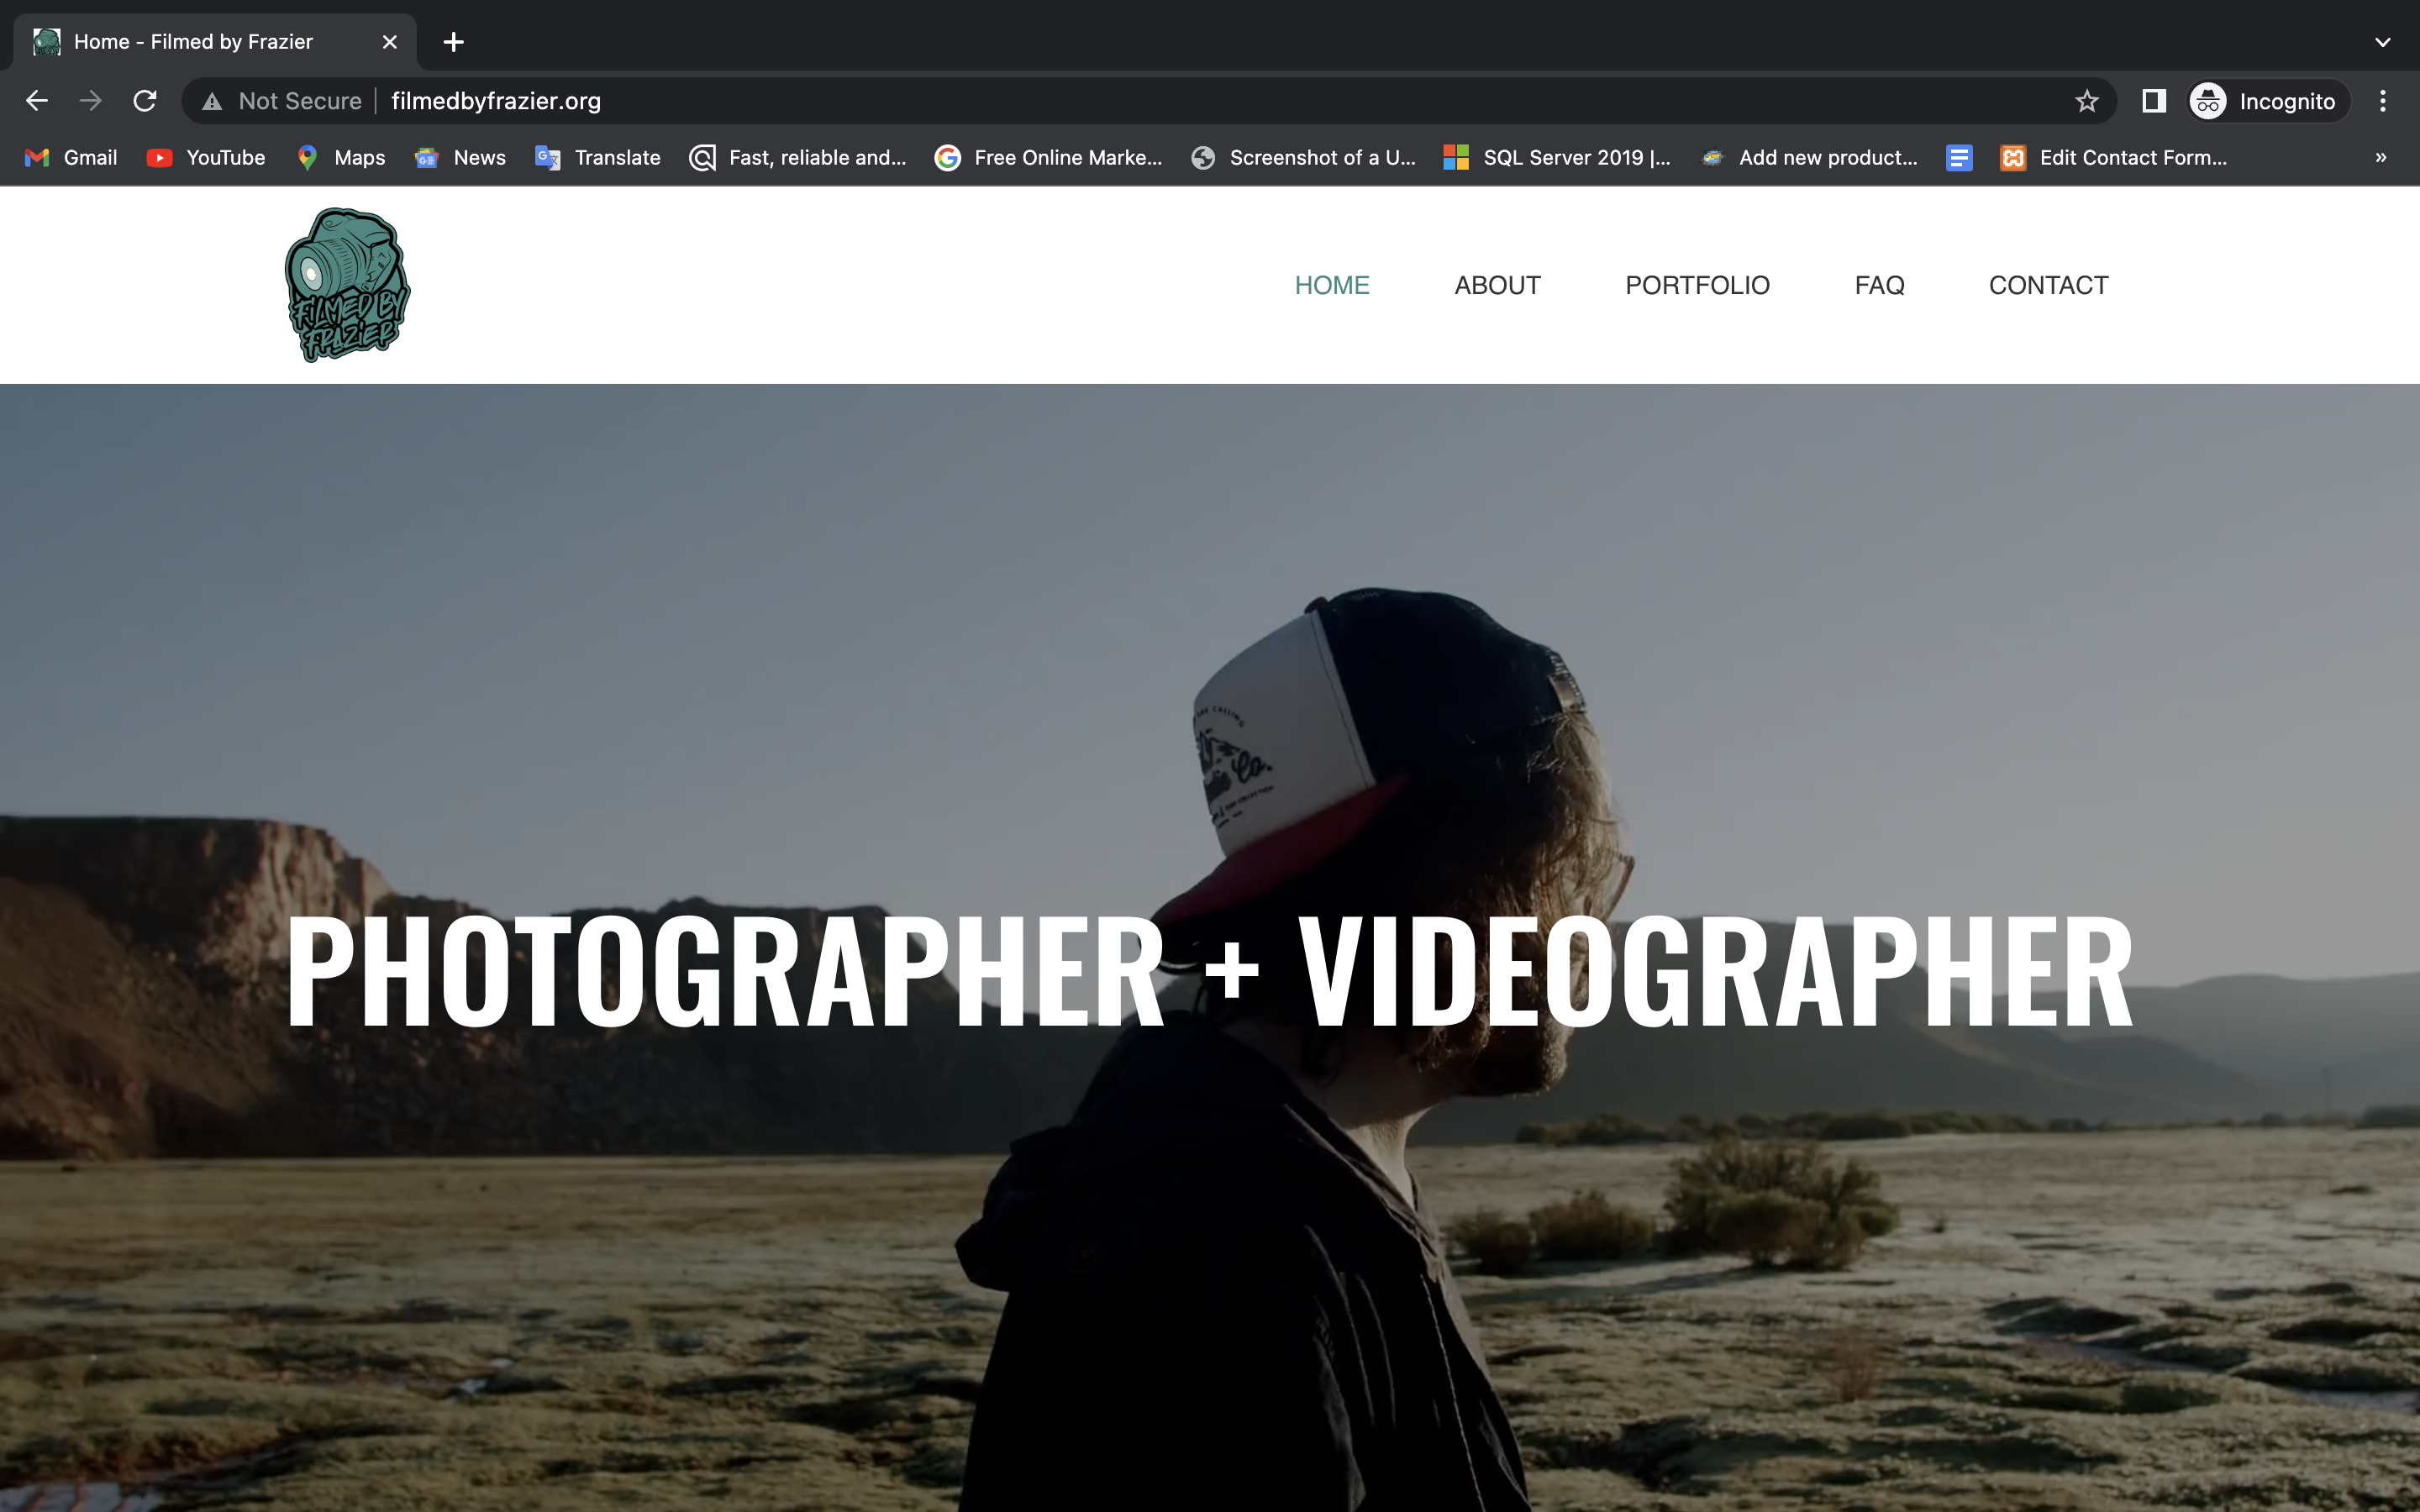 Home - Filmed by Frazier
Not Secure
filmedbyfrazier.org
Incognito
Gmail
YouTube
Maps
News
Translate
Fast, reliable and...
Free Online Marke...
Screenshot of a U...
SQL Server 2019 |...
Add new product...
Edit Contact Form...
»
FILMED BY
FRAZIER
HOME
ABOUT
PORTFOLIO
FAQ
CONTACT
CALLING
Co.
PHOTOGRAPHER + VIDEOGRAPHER